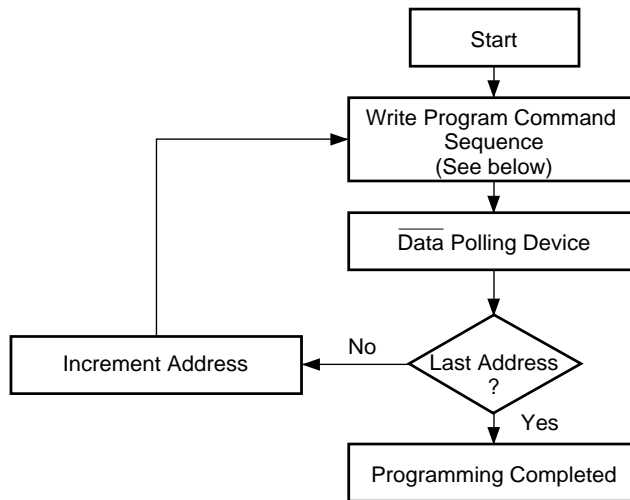 Start
Write Program Command
Sequence
(See below)
Data Polling Device
No
Increment Address
Last Address
?
Yes
Programming Completed